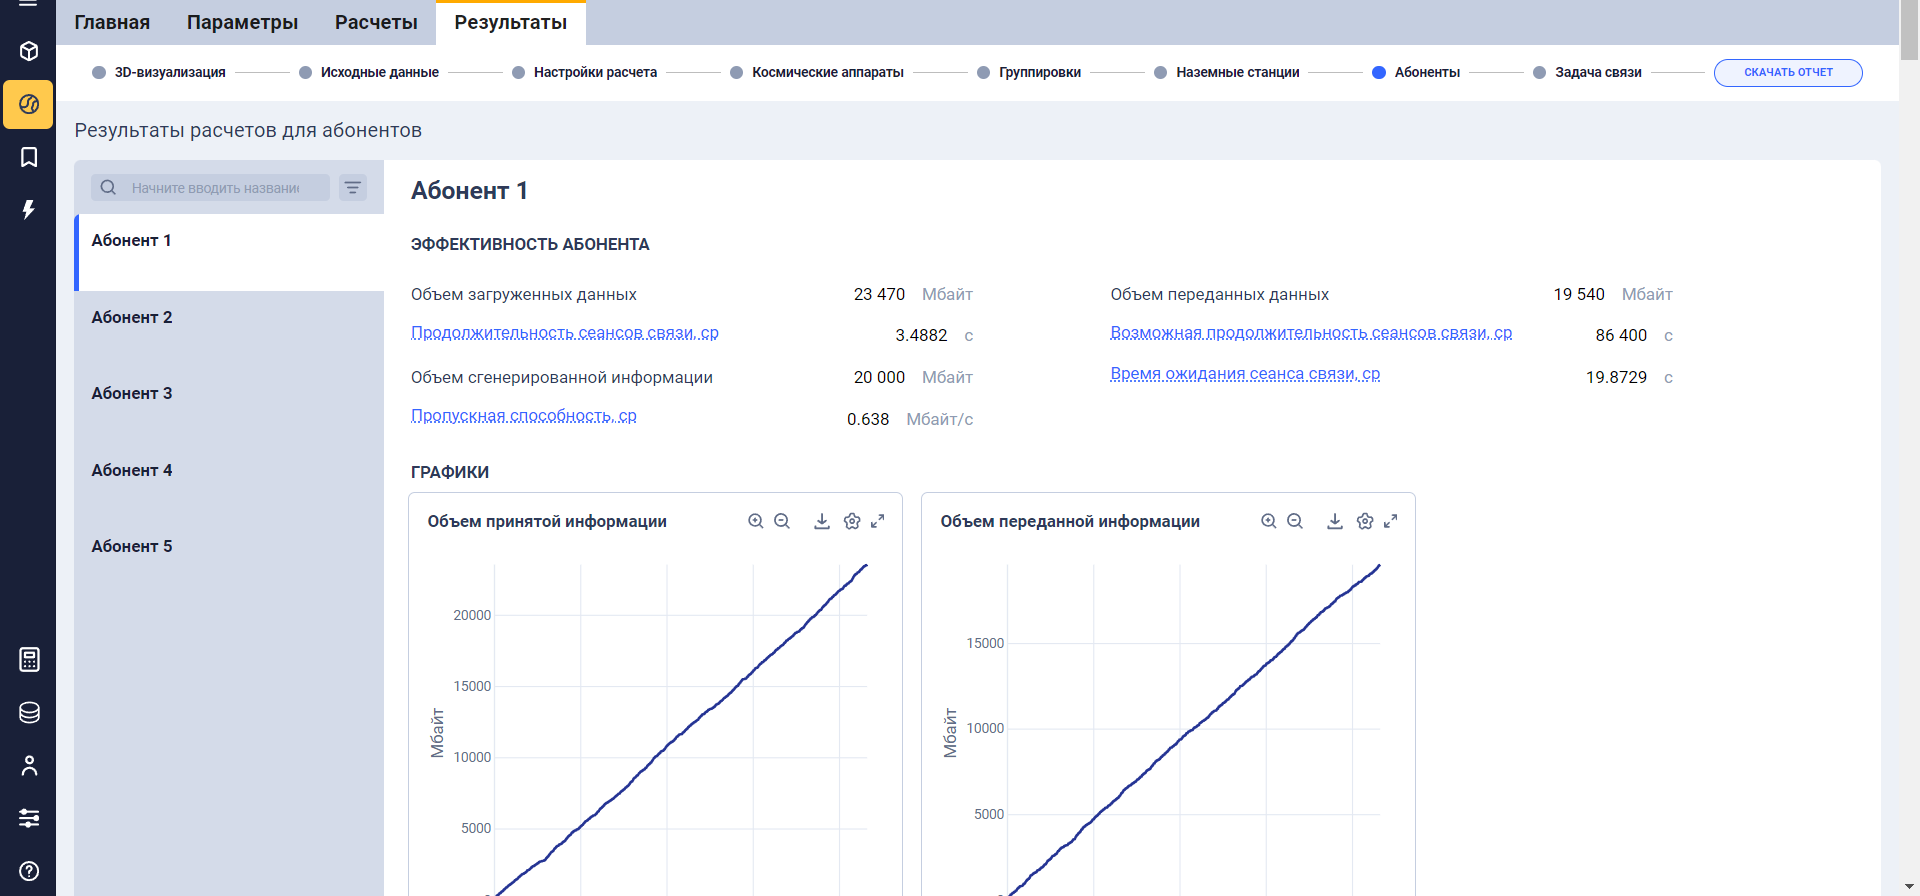 Главная Параметры Расчеты Результаты
3D-визуализация Исходные данные Настройки расчета Космические аппараты Группировки Наземные станции Абоненты Задача связи СКАЧАТЬ ОТЧЕТ
Результаты расчетов для абонентов
Начните вводить название
Абонент 1
Абонент 2
Абонент 3
Абонент 4
Абонент 5
Абонент 1
ЭФФЕКТИВНОСТЬ АБОНЕНТА
Объем загруженных данных 23 470 Мбайт
Объем переданных данных 19 540 Мбайт
Продолжительность сеансов связи, ср 3.4882 с
Возможная продолжительность сеансов связи, ср 86 400 с
Объем сгенерированной информации 20 000 Мбайт
Время ожидания сеанса связи, ср 19.8729 с
Пропускная способность, ср 0.638 Мбайт/с
ГРАФИКИ
Объем принятой информации
20000
15000
10000
5000
Мбайт
Объем переданной информации
15000
10000
5000
Мбайт